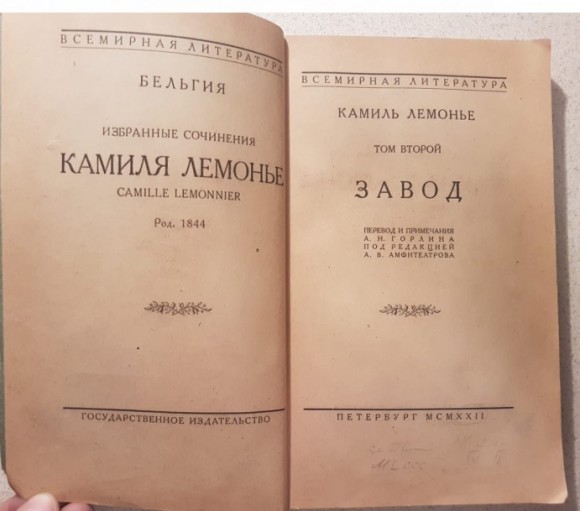 ВСЕМИРНАЯ ЛИТЕРАТУРА
БЕЛЬГИЯ
ИЗБРАННЫЕ СОЧИНЕНИЯ
КАМИЛЯ ЛЕМОНЬЕ
CAMILLE LEMONNIER
Род. 1844
ГОСУДАРСТВЕННОЕ ИЗДАТЕЛЬСТВО
ВСЕМИРНАЯ ЛИТЕРАТУРА
КАМИЛЬ ЛЕМОНЬЕ
ТОМ ВТОРОЙ
ЗАВОД
ПЕРЕВОД И ПРИМЕЧАНИЯ
А. Н. ГОРЛИНА
ПОД РЕДАКЦИЕЙ
А. В. АМФИТЕАТРОВА
ПЕТЕРБУРГ MCMXXII